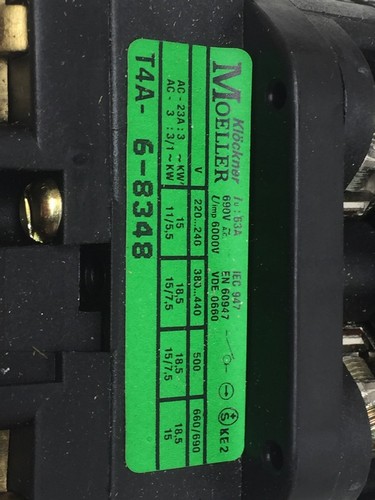 Klöckner
MOELLER
Iu : 63A
690V
Uimp 6000V
IEC 947
EN 60947
VDE 0660
S KE2
V 220...240 380...440 500 660/690
AC - 23A : 3 ~ KW 15 18,5 18,5 18,5
AC - 3 : 3/1 ~ KW 11/5,5 15/7,5 15/7,5 15
T4A- 6-8348